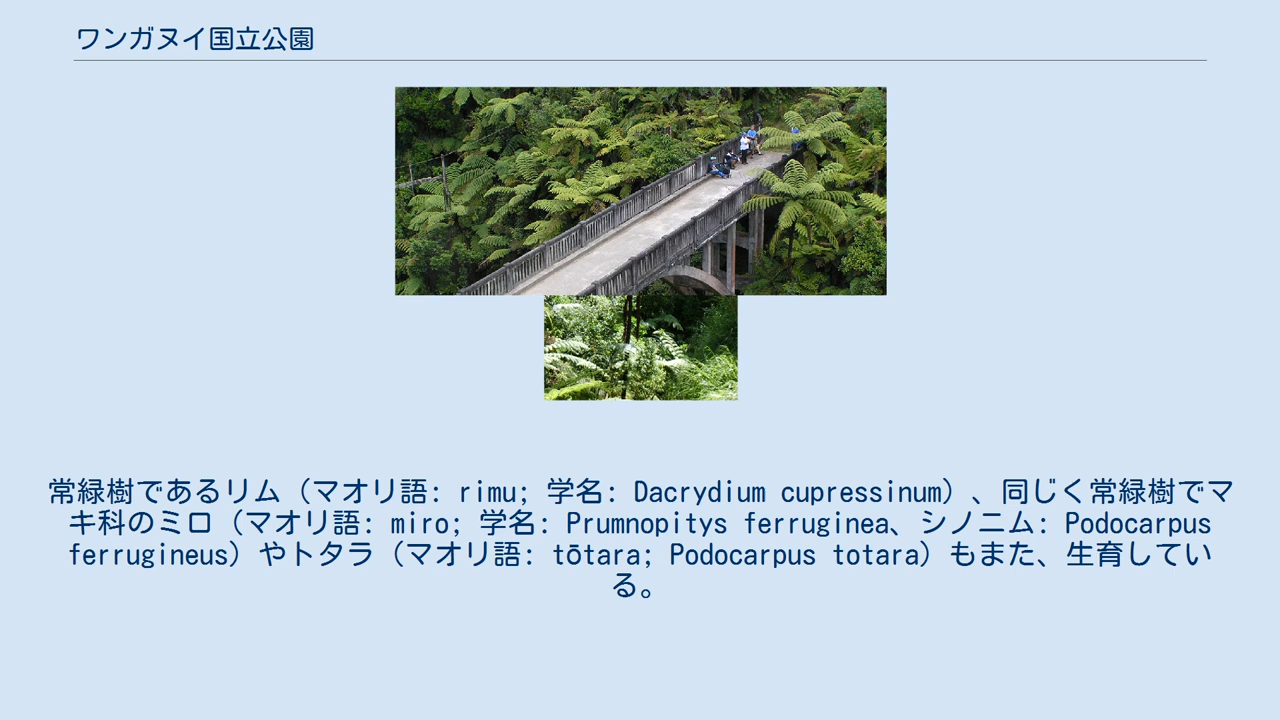 ワンガヌイ国立公園
常緑樹であるリム（マオリ語: rimu; 学名: Dacrydium cupressinum）、同じく常緑樹でマ
キ科のミロ（マオリ語: miro; 学名: Prumnopitys ferruginea、シノニム: Podocarpus
ferrugineus）やトタラ（マオリ語: tōtara; Podocarpus totara）もまた、生育してい
る。